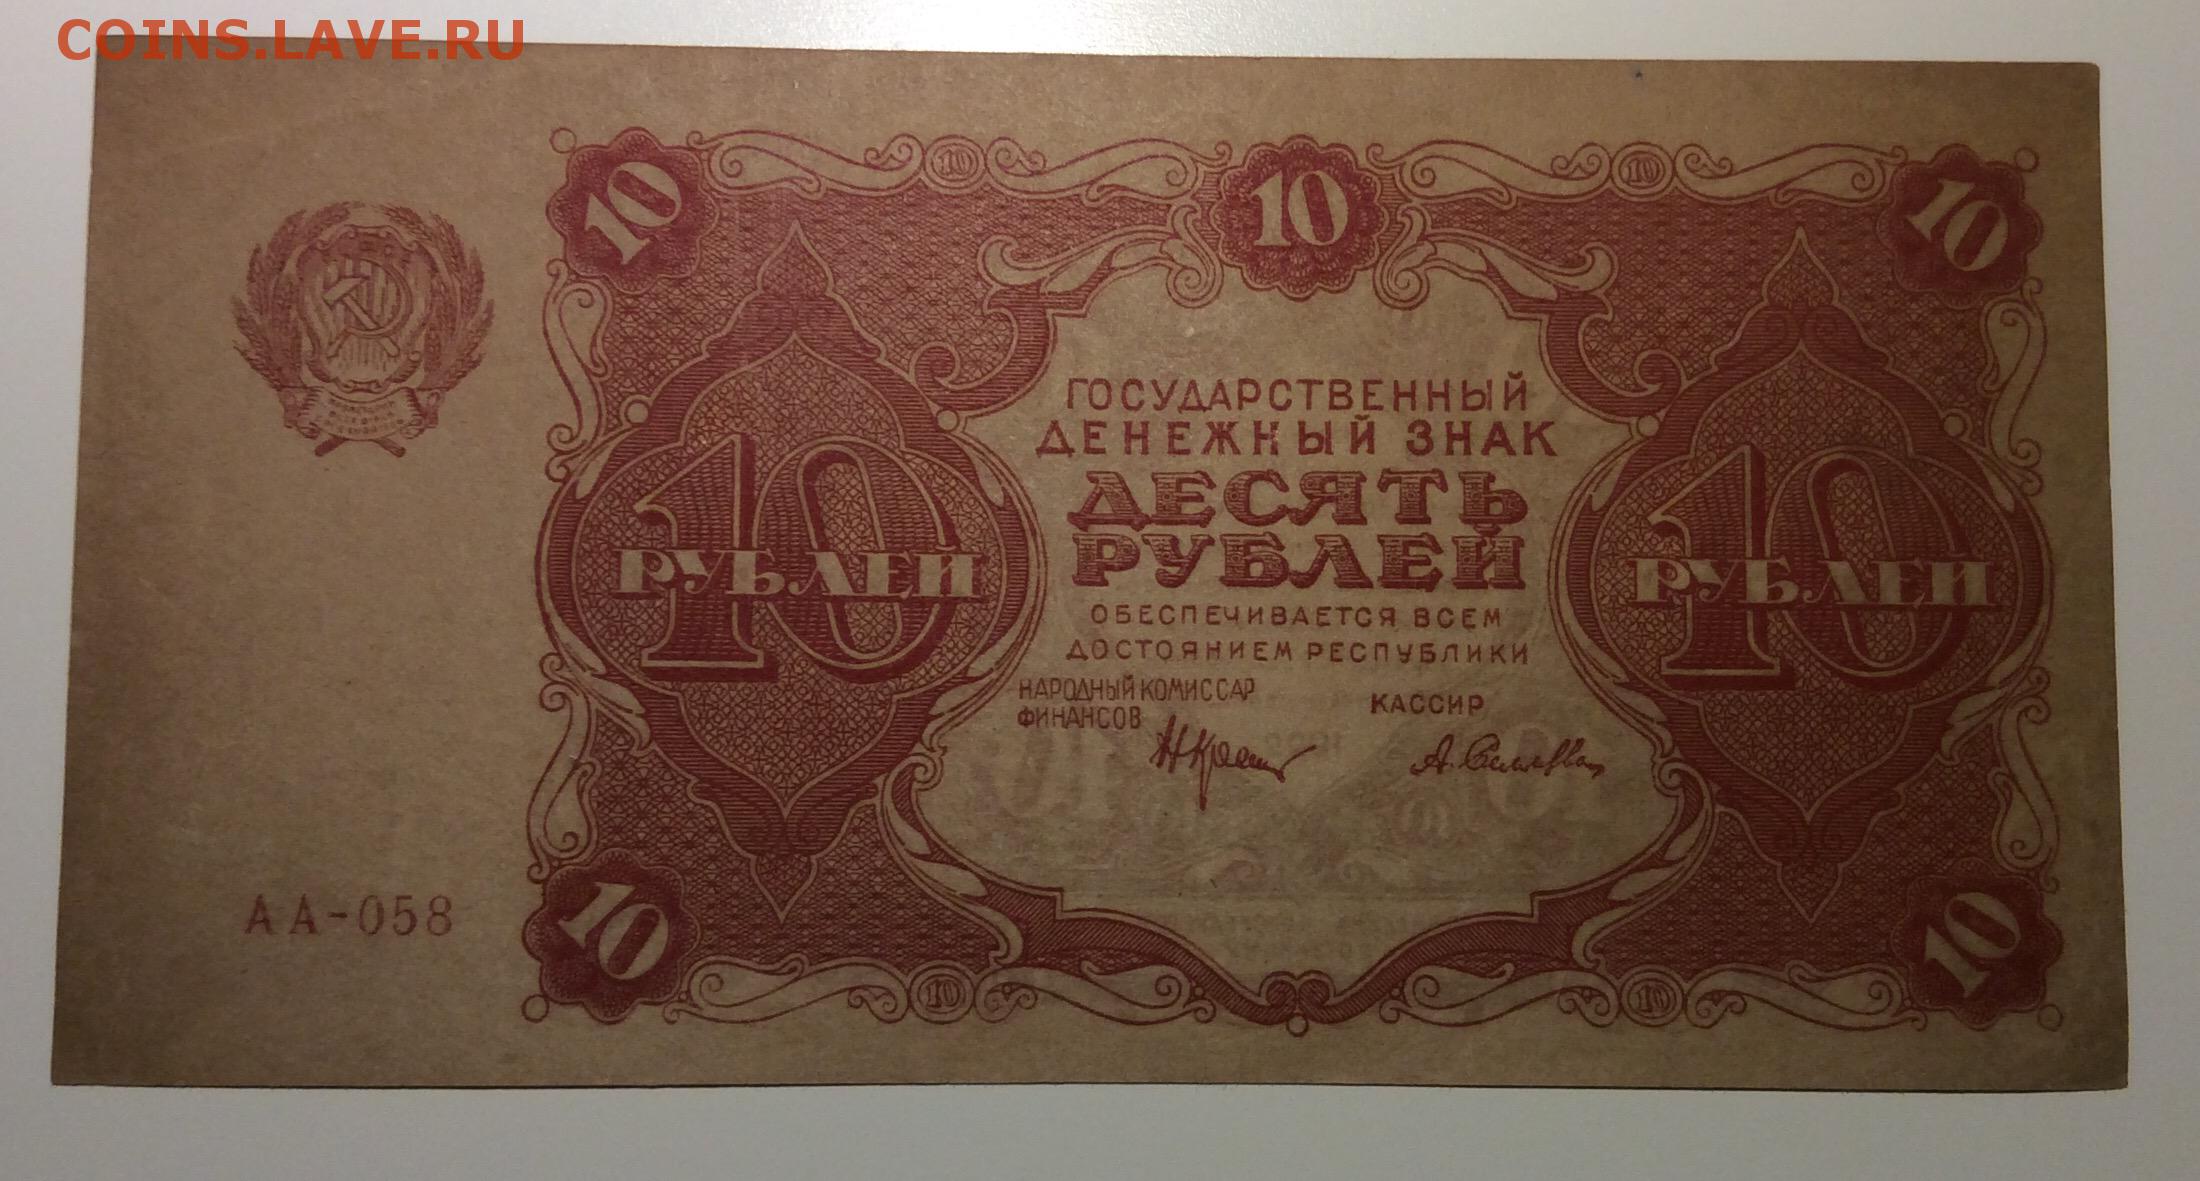 COINS.LAVE.RU
10 10 10 10 10
ГОСУДАРСТВЕННЫЙ
ДЕНЕЖНЫЙ ЗНАК
ДЕСЯТЬ
РУБЛЕЙ
10 РУБЛЕЙ
10 РУБЛЕЙ
ОБЕСПЕЧИВАЕТСЯ ВСЕМ
ДОСТОЯНИЕМ РЕСПУБЛИКИ
НАРОДНЫЙ КОМИССАР
ФИНАНСОВ
КАССИР
АА-058
10 10 10 10